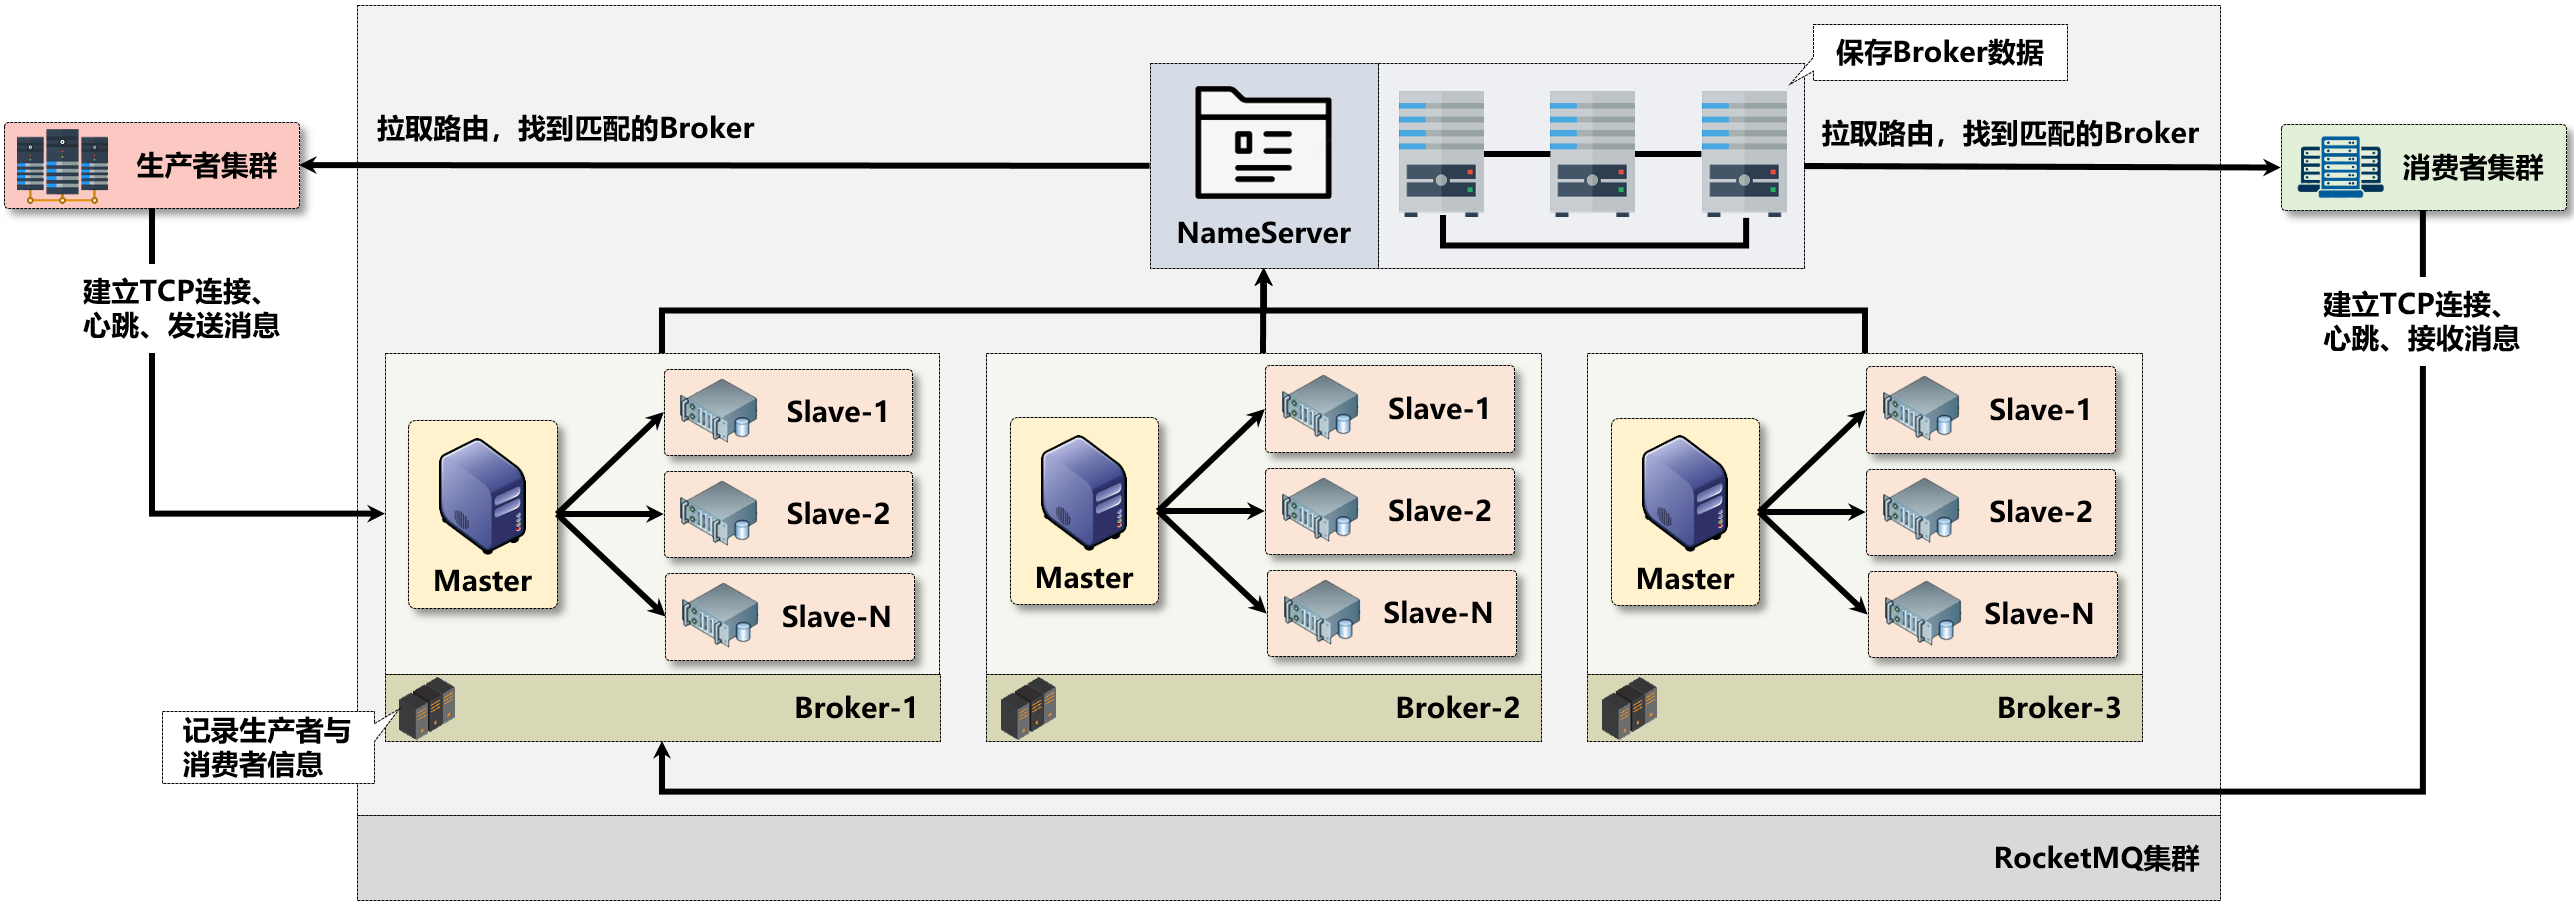 保存Broker数据
拉取路由，找到匹配的Broker
拉取路由，找到匹配的Broker
生产者集群
消费者集群
NameServer
建立TCP连接、
心跳、发送消息
建立TCP连接、
心跳、接收消息
Master
Slave-1
Slave-2
Slave-N
Broker-1
Master
Slave-1
Slave-2
Slave-N
Broker-2
Master
Slave-1
Slave-2
Slave-N
Broker-3
记录生产者与
消费者信息
RocketMQ集群